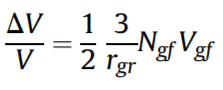 ΔV/V = 1/2 3/r_gr N_gf V_gf